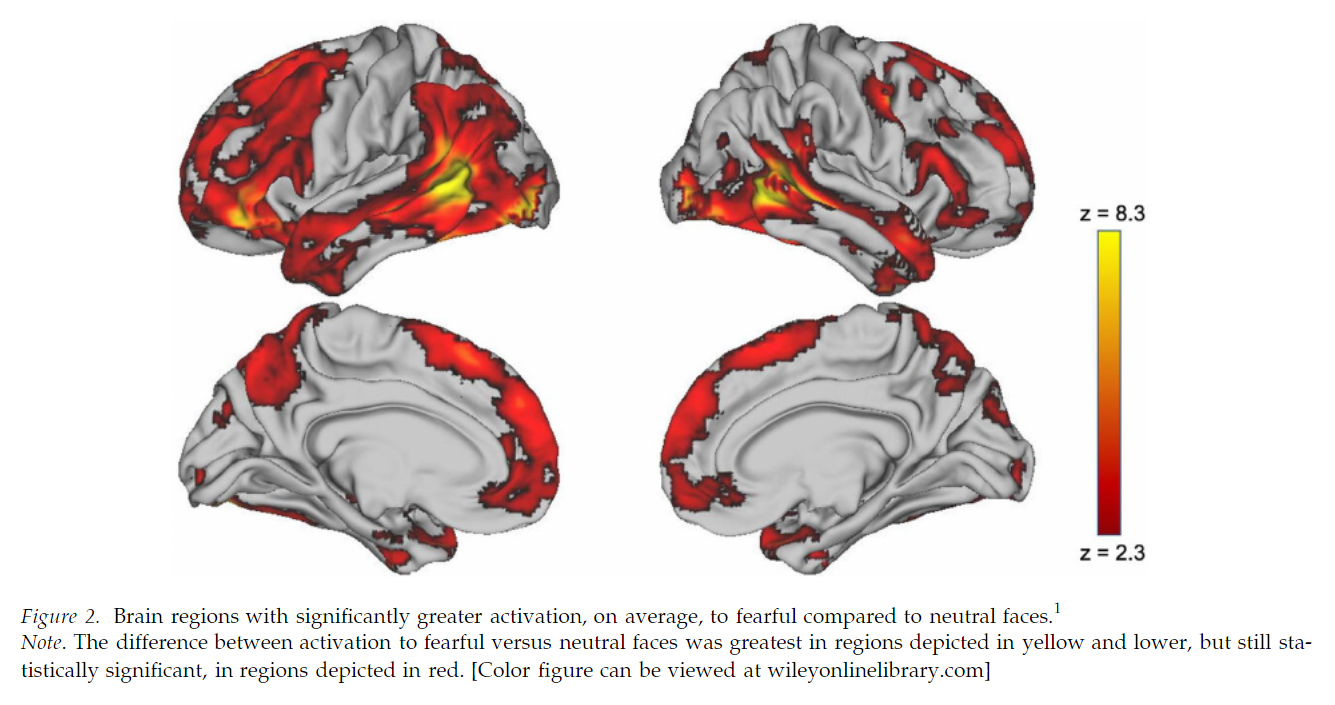 z = 8.3
z = 2.3
Figure 2. Brain regions with significantly greater activation, on average, to fearful compared to neutral faces.1
Note. The difference between activation to fearful versus neutral faces was greatest in regions depicted in yellow and lower, but still sta-
tistically significant, in regions depicted in red. [Color figure can be viewed at wileyonlinelibrary.com]